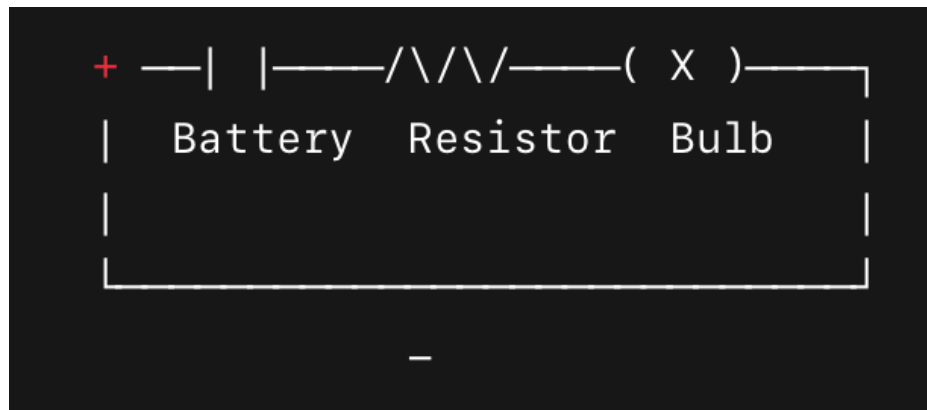 + ──| |────/\/\/────( X )────┐
| Battery Resistor Bulb |
| |
└───────────────────────────┘
_